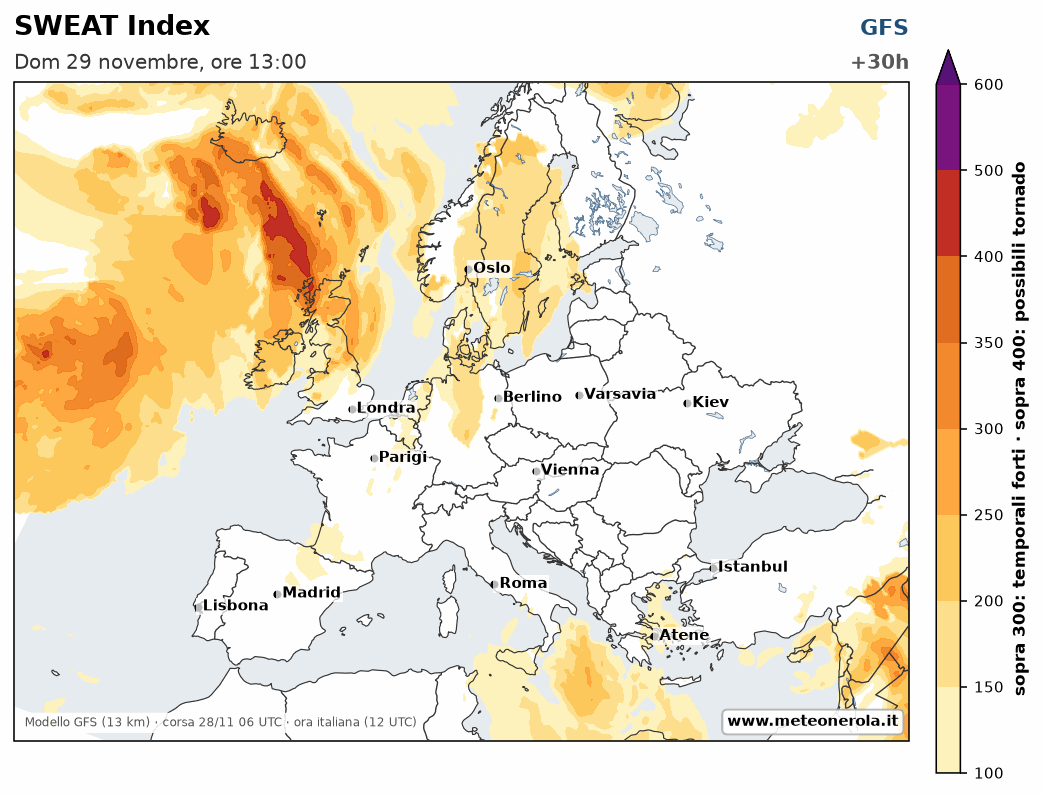 SWEAT Index
GFS
Dom 29 novembre, ore 13:00
+30h
600
500
400
350
300
250
200
150
100
sopra 300: temporali forti · sopra 400: possibili tornado
Oslo
Berlino
Varsavia
Kiev
Londra
Parigi
Vienna
Istanbul
Roma
Madrid
Lisbona
Atene
Modello GFS (13 km) · corsa 28/11 06 UTC · ora italiana (12 UTC)
www.meteonerola.it